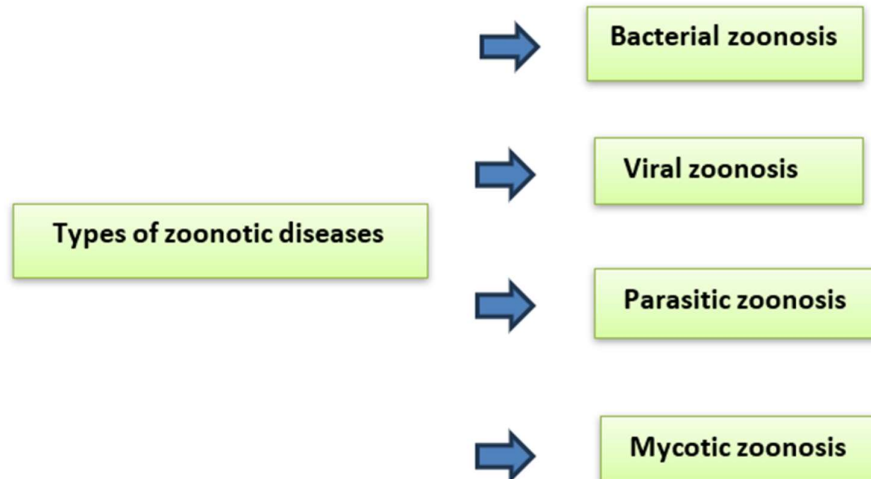 Bacterial zoonosis
Viral zoonosis
Types of zoonotic diseases
Parasitic zoonosis
Mycotic zoonosis